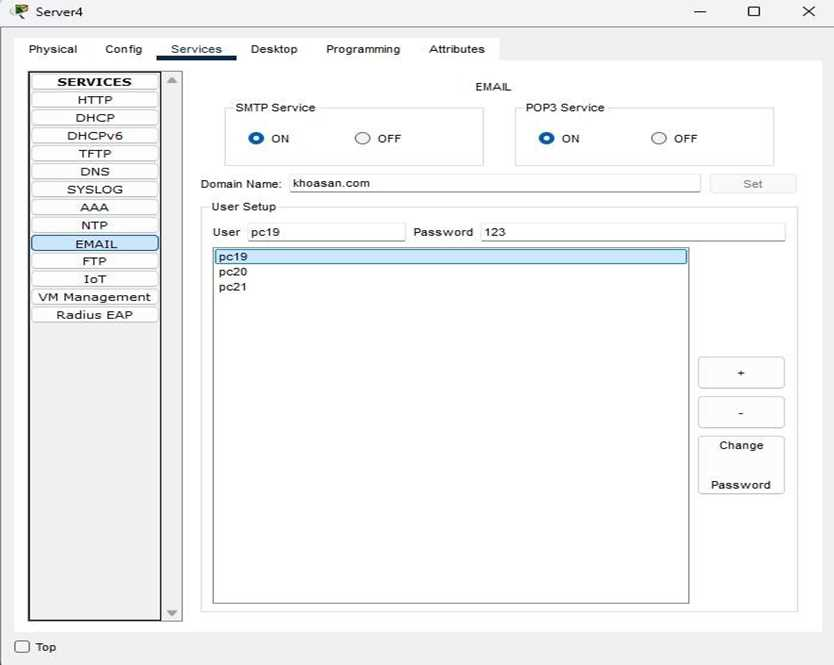 Server4
Physical Config Services Desktop Programming Attributes
SERVICES
HTTP
DHCP
DHCPv6
TFTP
DNS
SYSLOG
AAA
NTP
EMAIL
FTP
IoT
VM Management
Radius EAP
EMAIL
SMTP Service
ON OFF
POP3 Service
ON OFF
Domain Name: khoasan.com Set
User Setup
User pc19 Password 123
pc19
pc20
pc21
+
-
Change
Password
Top